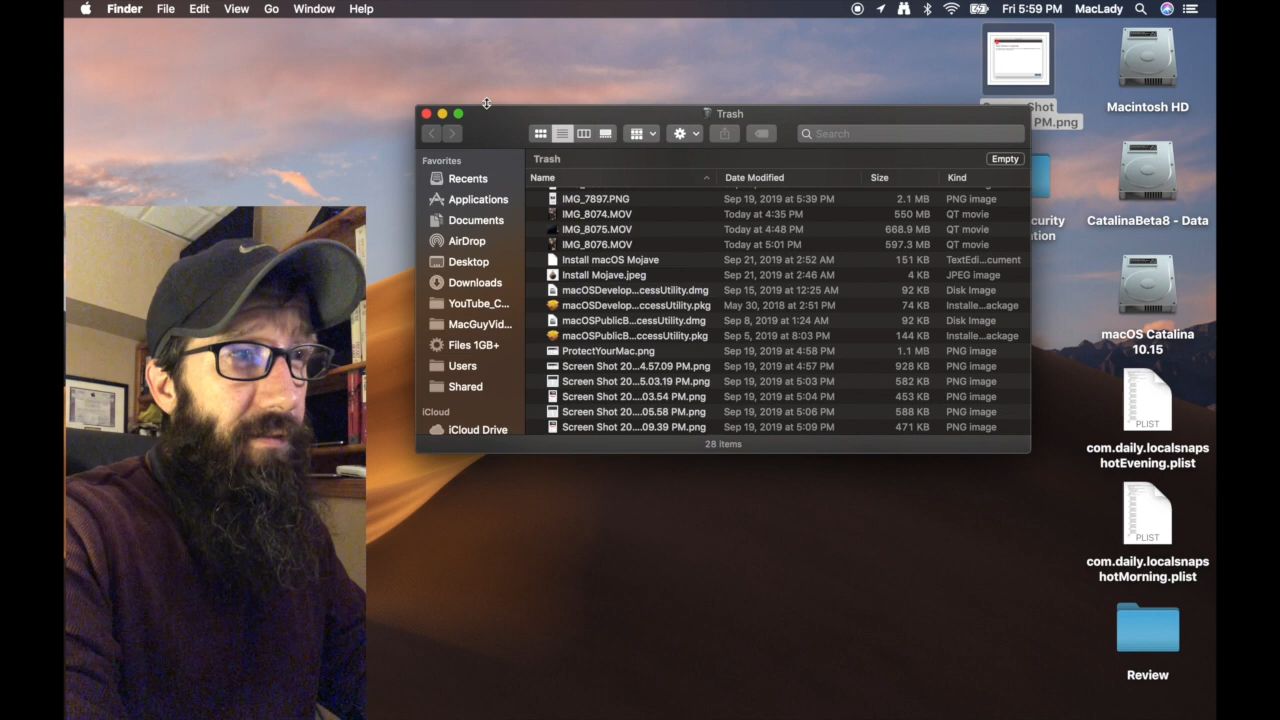 Finder File Edit View Go Window Help Fri 5:59 PM MacLady
Shot
PM.png
Macintosh HD
CatalinaBeta8 - Data
macOS Catalina
10.15
PLIST
com.daily.localsnaps
hotEvening.plist
PLIST
com.daily.localsnaps
hotMorning.plist
Review
Trash
Search
Favorites
Recents
Applications
Documents
AirDrop
Desktop
Downloads
YouTube_C...
MacGuyVid...
Files 1GB+
Users
Shared
iCloud
iCloud Drive
Trash Empty
Name Date Modified Size Kind
IMG_7897.PNG Sep 19, 2019 at 5:39 PM 2.1 MB PNG image
IMG_8074.MOV Today at 4:35 PM 550 MB QT movie
IMG_8075.MOV Today at 4:48 PM 668.9 MB QT movie
IMG_8076.MOV Today at 5:01 PM 597.3 MB QT movie
Install macOS Mojave Sep 21, 2019 at 2:52 AM 151 KB TextEdi...cument
Install Mojave.jpeg Sep 21, 2019 at 2:46 AM 4 KB JPEG image
macOSDevelop...cessUtility.dmg Sep 15, 2019 at 12:25 AM 92 KB Disk Image
macOSDevelop...ccessUtility.pkg May 30, 2018 at 2:51 PM 74 KB Installe...ackage
macOSPublicB...cessUtility.dmg Sep 8, 2019 at 1:24 AM 92 KB Disk Image
macOSPublicB...ccessUtility.pkg Sep 5, 2019 at 8:03 PM 144 KB Installe...ackage
ProtectYourMac.png Sep 19, 2019 at 4:58 PM 1.1 MB PNG image
Screen Shot 20...4.57.09 PM.png Sep 19, 2019 at 4:57 PM 928 KB PNG image
Screen Shot 20....5.03.19 PM.png Sep 19, 2019 at 5:03 PM 582 KB PNG image
Screen Shot 20....03.54 PM.png Sep 19, 2019 at 5:04 PM 453 KB PNG image
Screen Shot 20....05.58 PM.png Sep 19, 2019 at 5:06 PM 588 KB PNG image
Screen Shot 20....09.39 PM.png Sep 19, 2019 at 5:09 PM 471 KB PNG image
28 items
curity
tion